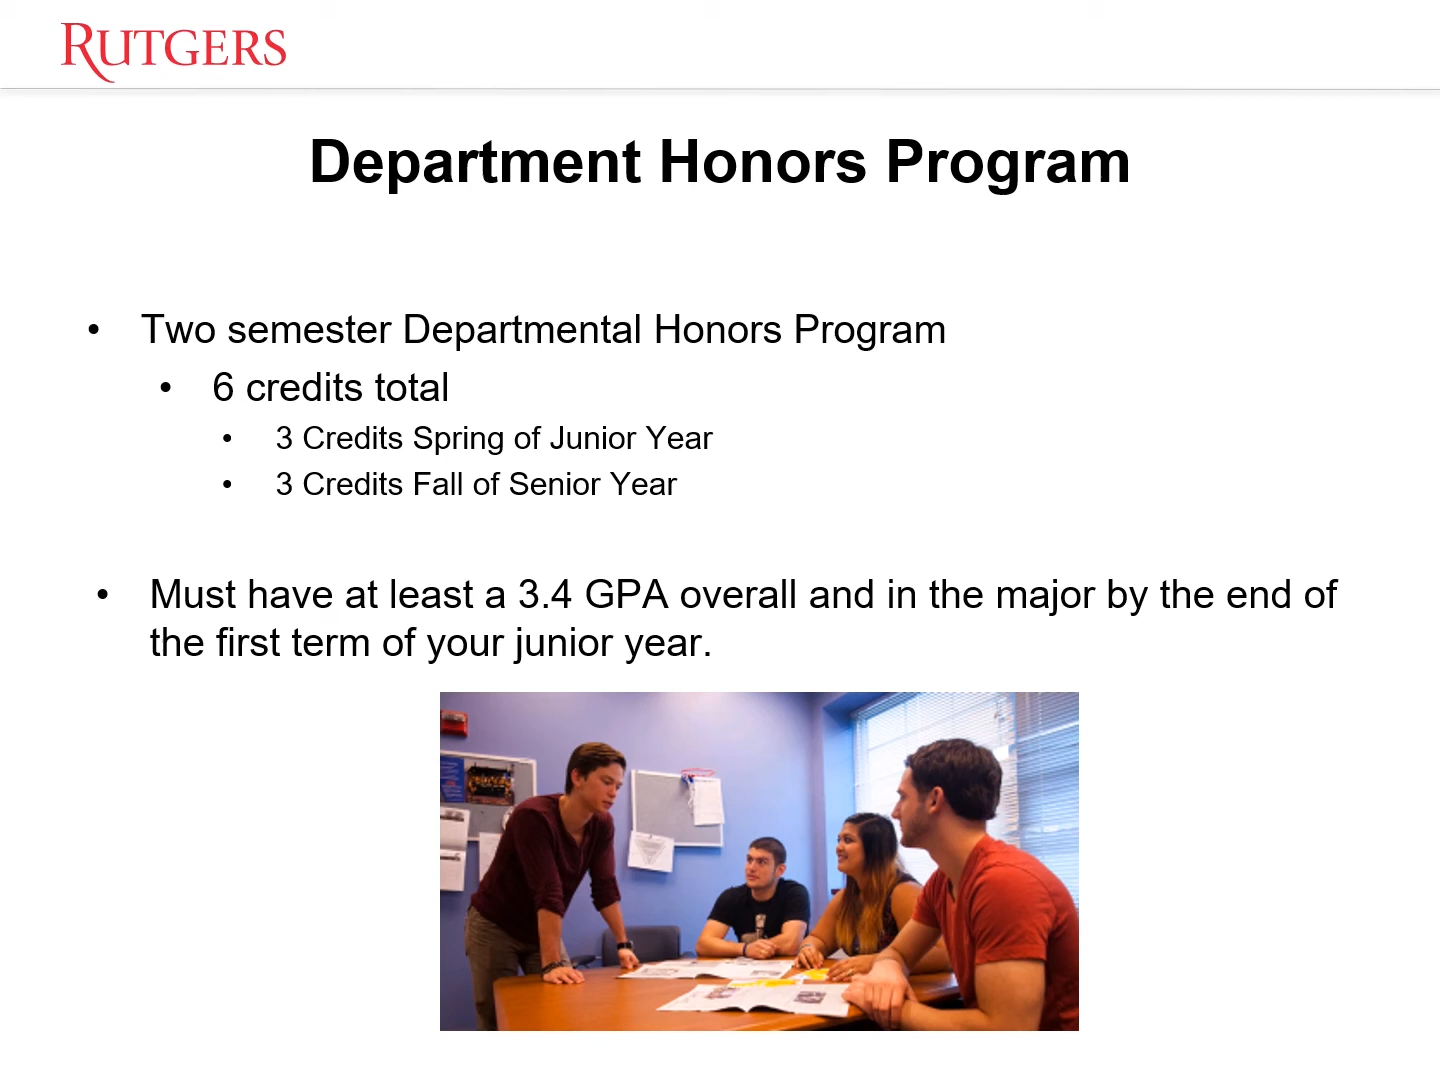 RUTGERS
Department Honors Program
• Two semester Departmental Honors Program
• 6 credits total
• 3 Credits Spring of Junior Year
• 3 Credits Fall of Senior Year
• Must have at least a 3.4 GPA overall and in the major by the end of
the first term of your junior year.